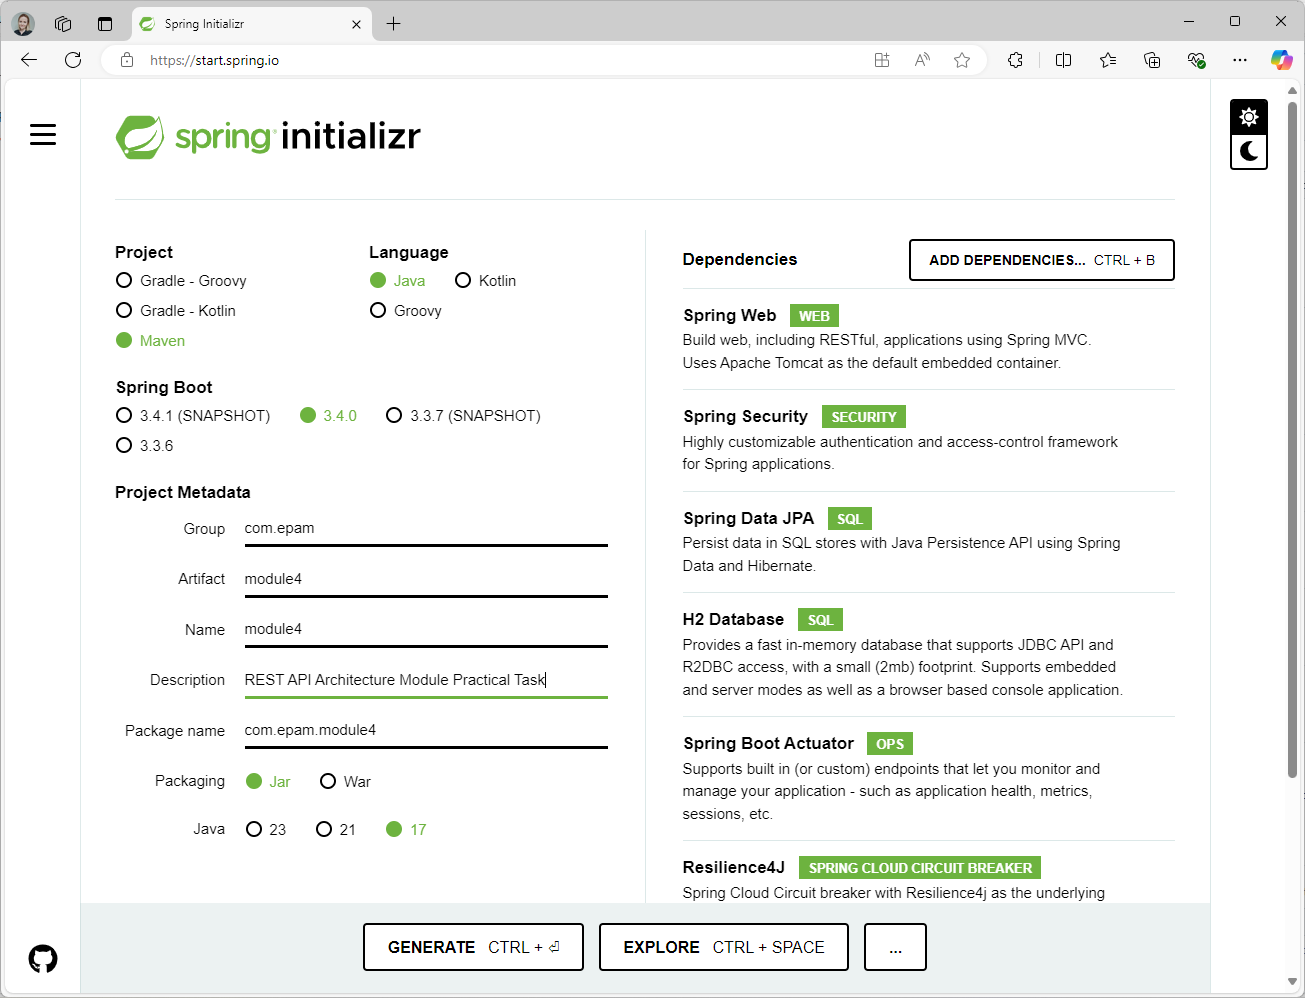 Spring Initializr
https://start.spring.io
spring initializr
Project
Gradle - Groovy
Gradle - Kotlin
Maven
Language
Java
Kotlin
Groovy
Spring Boot
3.4.1 (SNAPSHOT)
3.4.0
3.3.7 (SNAPSHOT)
3.3.6
Project Metadata
Group
com.epam
Artifact
module4
Name
module4
Description
REST API Architecture Module Practical Task
Package name
com.epam.module4
Packaging
Jar
War
Java
23
21
17
Dependencies
ADD DEPENDENCIES... CTRL + B
Spring Web WEB
Build web, including RESTful, applications using Spring MVC.
Uses Apache Tomcat as the default embedded container.
Spring Security SECURITY
Highly customizable authentication and access-control framework
for Spring applications.
Spring Data JPA SQL
Persist data in SQL stores with Java Persistence API using Spring
Data and Hibernate.
H2 Database SQL
Provides a fast in-memory database that supports JDBC API and
R2DBC access, with a small (2mb) footprint. Supports embedded
and server modes as well as a browser based console application.
Spring Boot Actuator OPS
Supports built in (or custom) endpoints that let you monitor and
manage your application - such as application health, metrics,
sessions, etc.
Resilience4J SPRING CLOUD CIRCUIT BREAKER
Spring Cloud Circuit breaker with Resilience4j as the underlying
GENERATE CTRL + ⏎
EXPLORE CTRL + SPACE
...